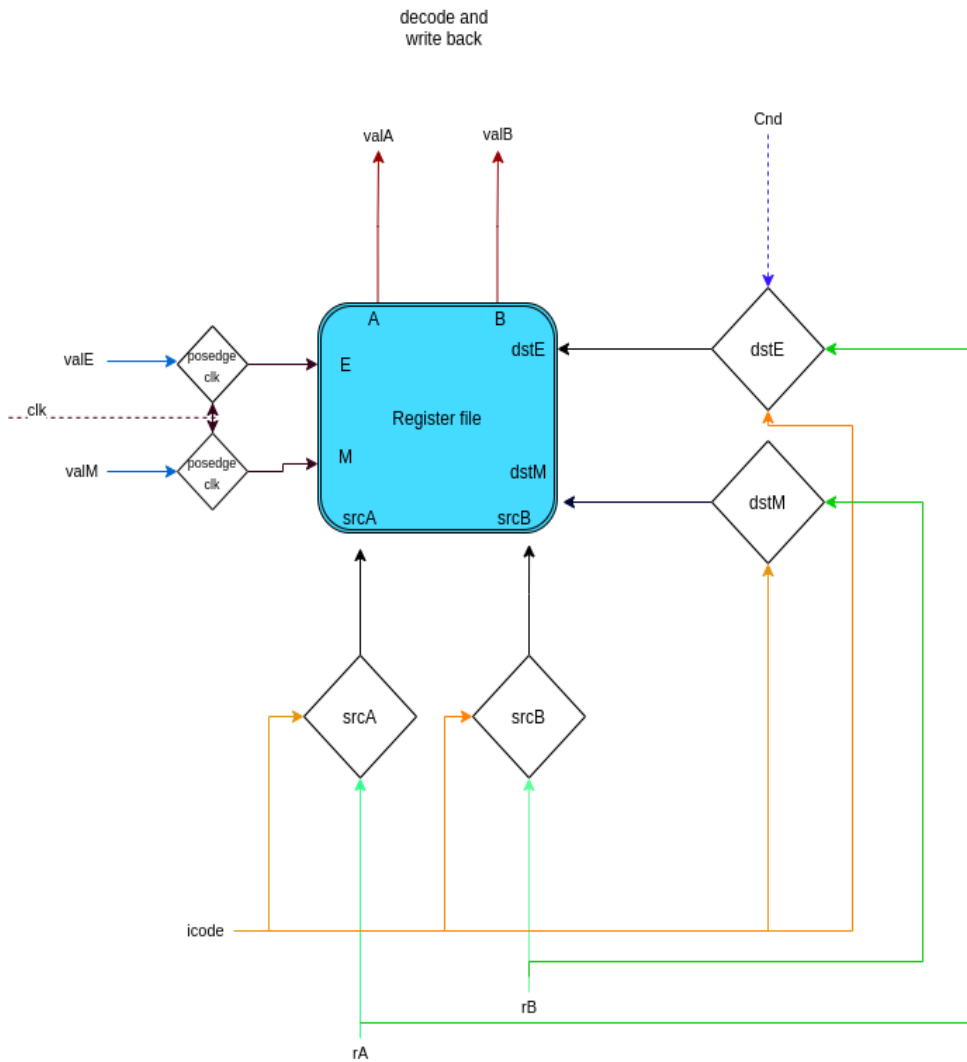 decode and
write back
valA
valB
Cnd
A
B
dstE
dstE
valE
posedge
clk
E
clk
Register file
valM
posedge
clk
M
dstM
dstM
srcA
srcB
srcA
srcB
icode
rB
rA